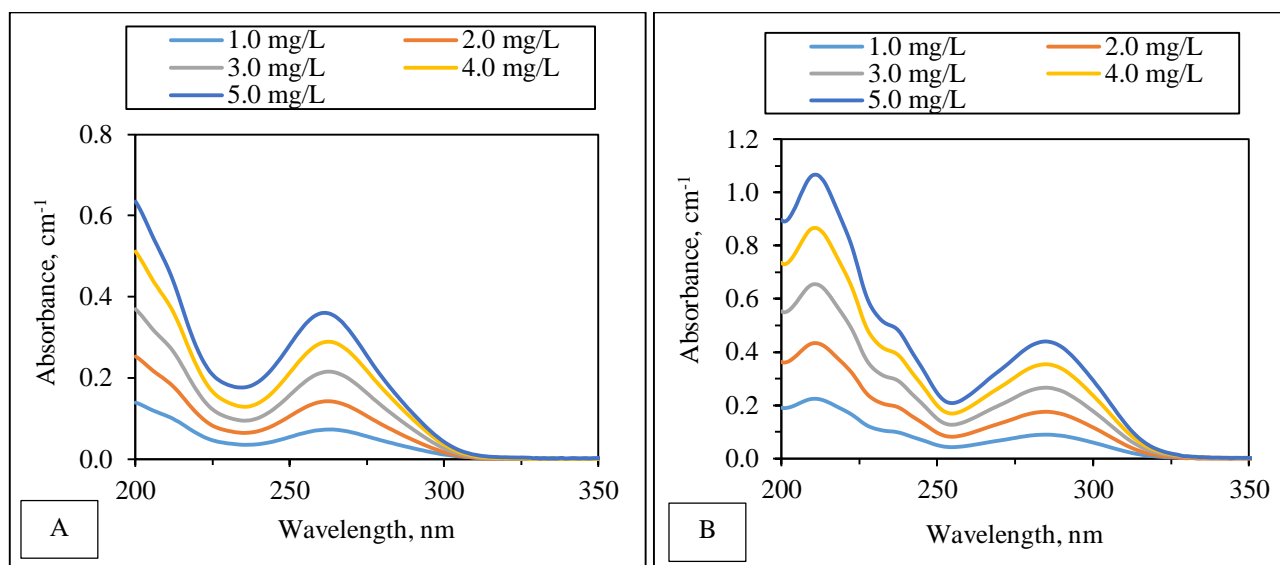 1.0 mg/L 2.0 mg/L
3.0 mg/L 4.0 mg/L
5.0 mg/L
0.8
0.6
0.4
0.2
0.0
Absorbance, cm-1
200 250 300 350
Wavelength, nm
A
1.0 mg/L 2.0 mg/L
3.0 mg/L 4.0 mg/L
5.0 mg/L
1.2
1.0
0.8
0.6
0.4
0.2
0.0
Absorbance, cm-1
200 250 300 350
Wavelength, nm
B